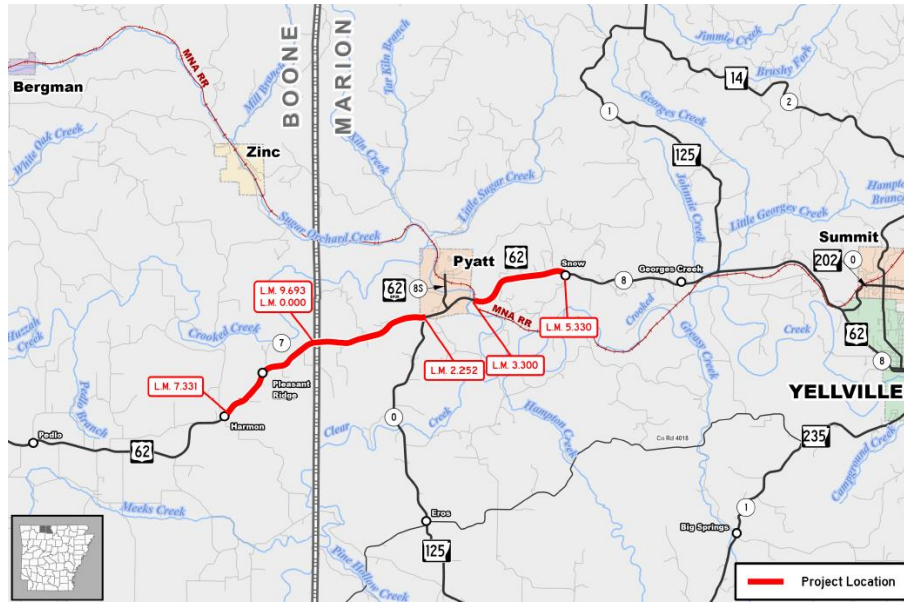 Bergman
MNA RR
Mill Branch
White Oak Creek
Zinc
BOONE
MARION
Tar Kiln Branch
Kiln Creek
Little Sugar Creek
Sugar Orchard Creek
Jimmie Creek
Brushy Fork
14
2
1
Georges Creek
125
Johnnie Creek
Little Georges Creek
Hampton
Branch
Summit
202
0
Pyatt
62
62
8S
Snow
8
Georges Creek
L.M. 9.693
L.M. 0.000
L.M. 5.330
MNA RR
Crooked
Creek
Greasy Creek
62
8
YELLVILLE
Huzzah
Creek
Crooked Creek
7
L.M. 7.331
Pleasant
Ridge
L.M. 2.252
L.M. 3.300
Harmon
Pedlo
Branch
Pedlo
62
0
Clear
Creek
Hampton Creek
Co Rd 4018
235
Campground Creek
Meeks Creek
Eros
1
Big Springs
125
Pine Hollow Creek
Project Location